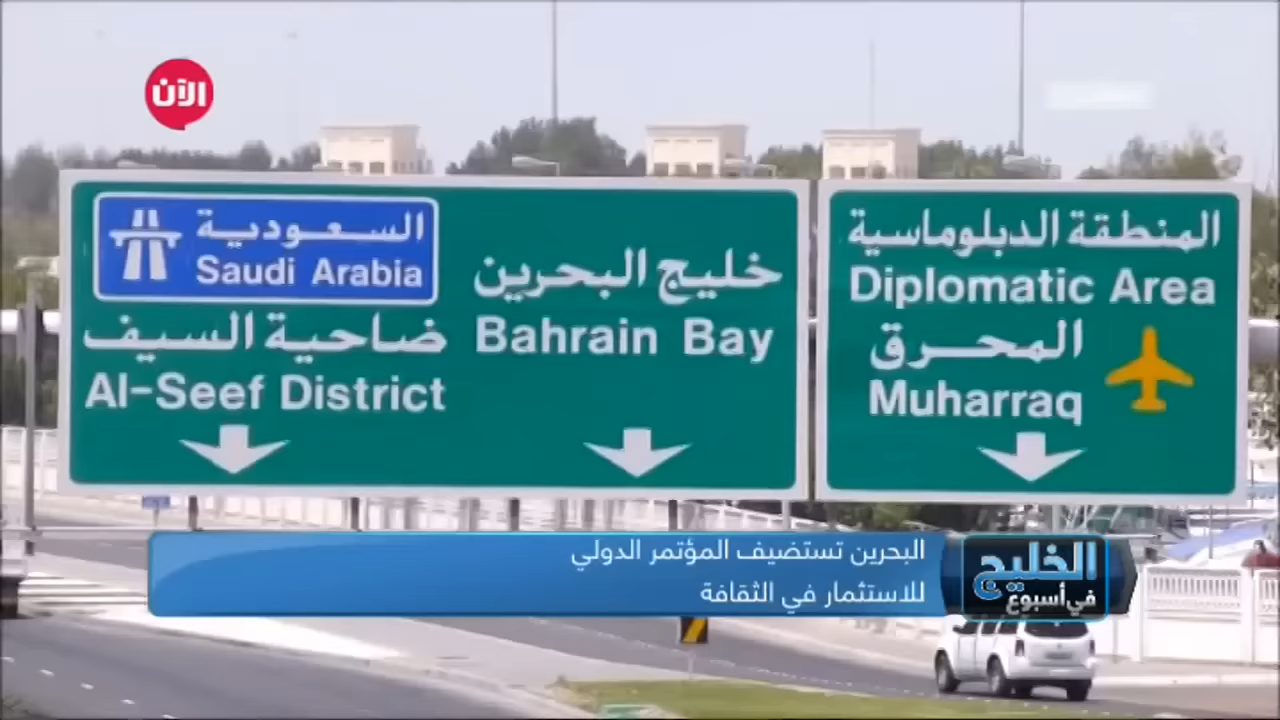 الآن
السعودية
Saudi Arabia
ضاحية السيف
Al-Seef District
خليج البحرين
Bahrain Bay
المنطقة الدبلوماسية
Diplomatic Area
المحرق
Muharraq
البحرين تستضيف المؤتمر الدولي
للاستثمار في الثقافة
الخليج
في أسبوع